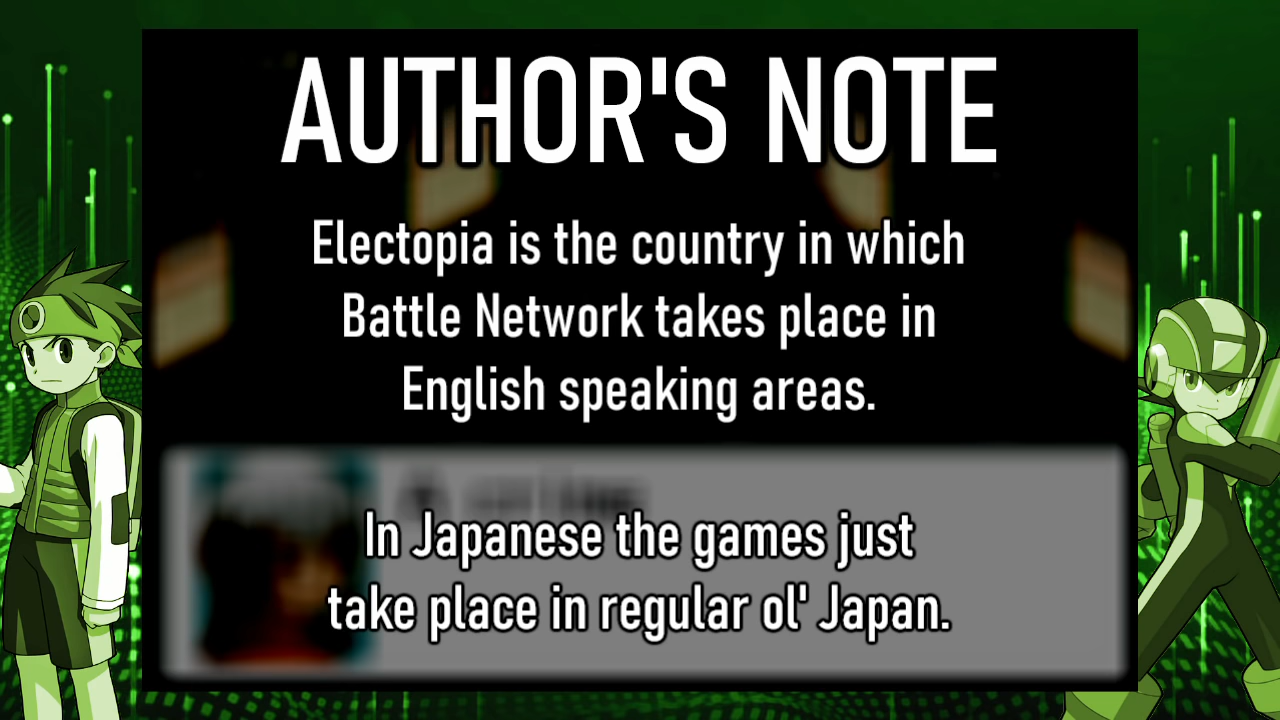 AUTHOR'S NOTE
Electopia is the country in which
Battle Network takes place in
English speaking areas.
In Japanese the games just
take place in regular ol' Japan.